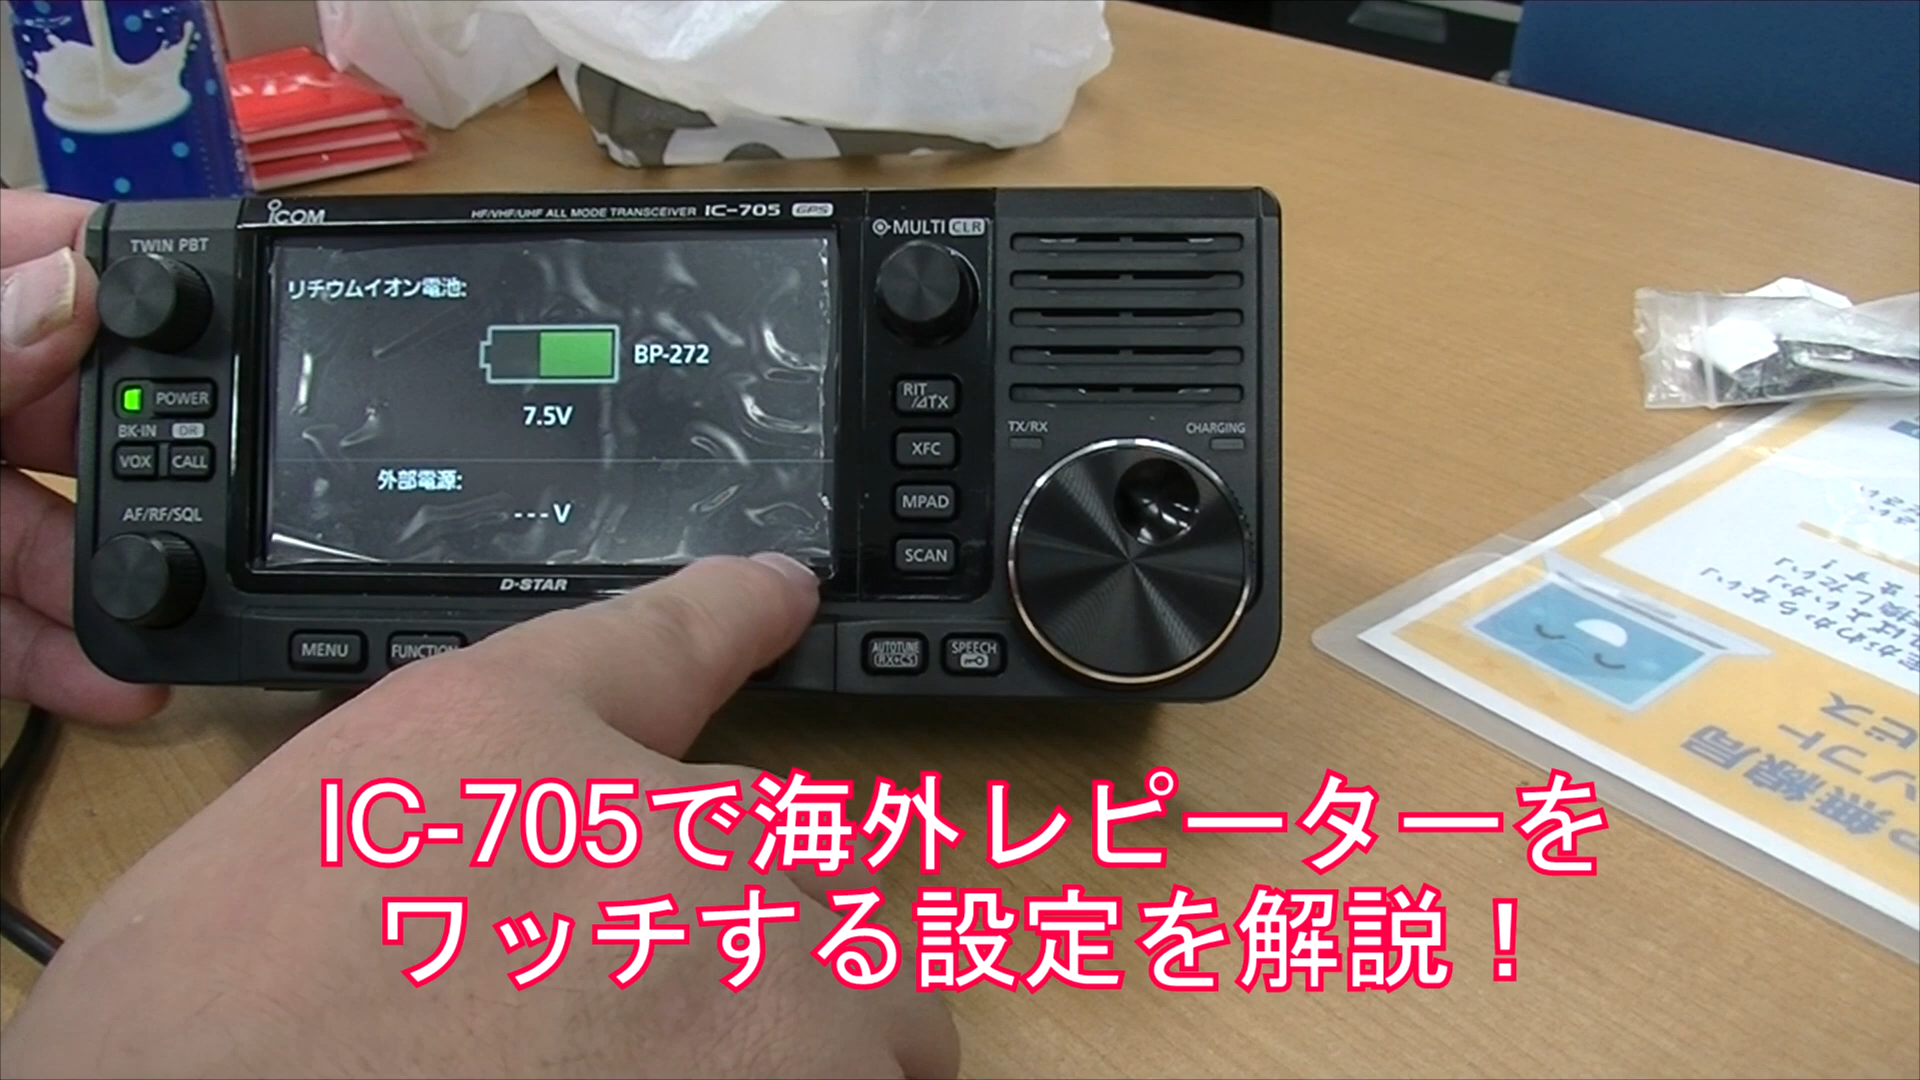 ICOM
HF/VHF/UHF ALL MODE TRANSCEIVER IC-705 GPS
TWIN PBT
MULTI CLR
リチウムイオン電池:
BP-272
7.5V
外部電源:
---V
POWER
BK-IN DR
VOX CALL
AF/RF/SQL
RIT
/⊿TX
XFC
MPAD
SCAN
TX/RX
CHARGING
D-STAR
MENU
FUNCTION
AUTOTUNE
RX→CS
SPEECH
IC-705で海外レピーターを
ワッチする設定を解説！